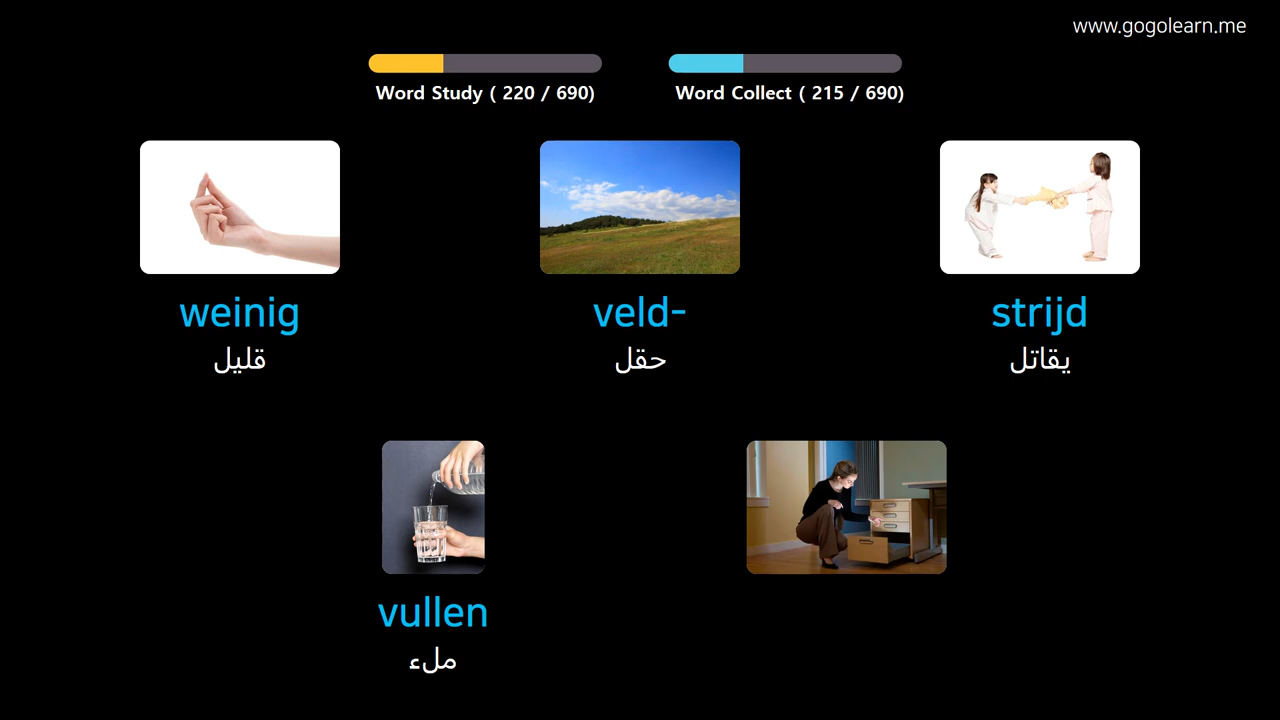 www.gogolearn.me
Word Study ( 220 / 690)
Word Collect ( 215 / 690)
weinig
قليل
veld-
حقل
strijd
يقاتل
vullen
ملء